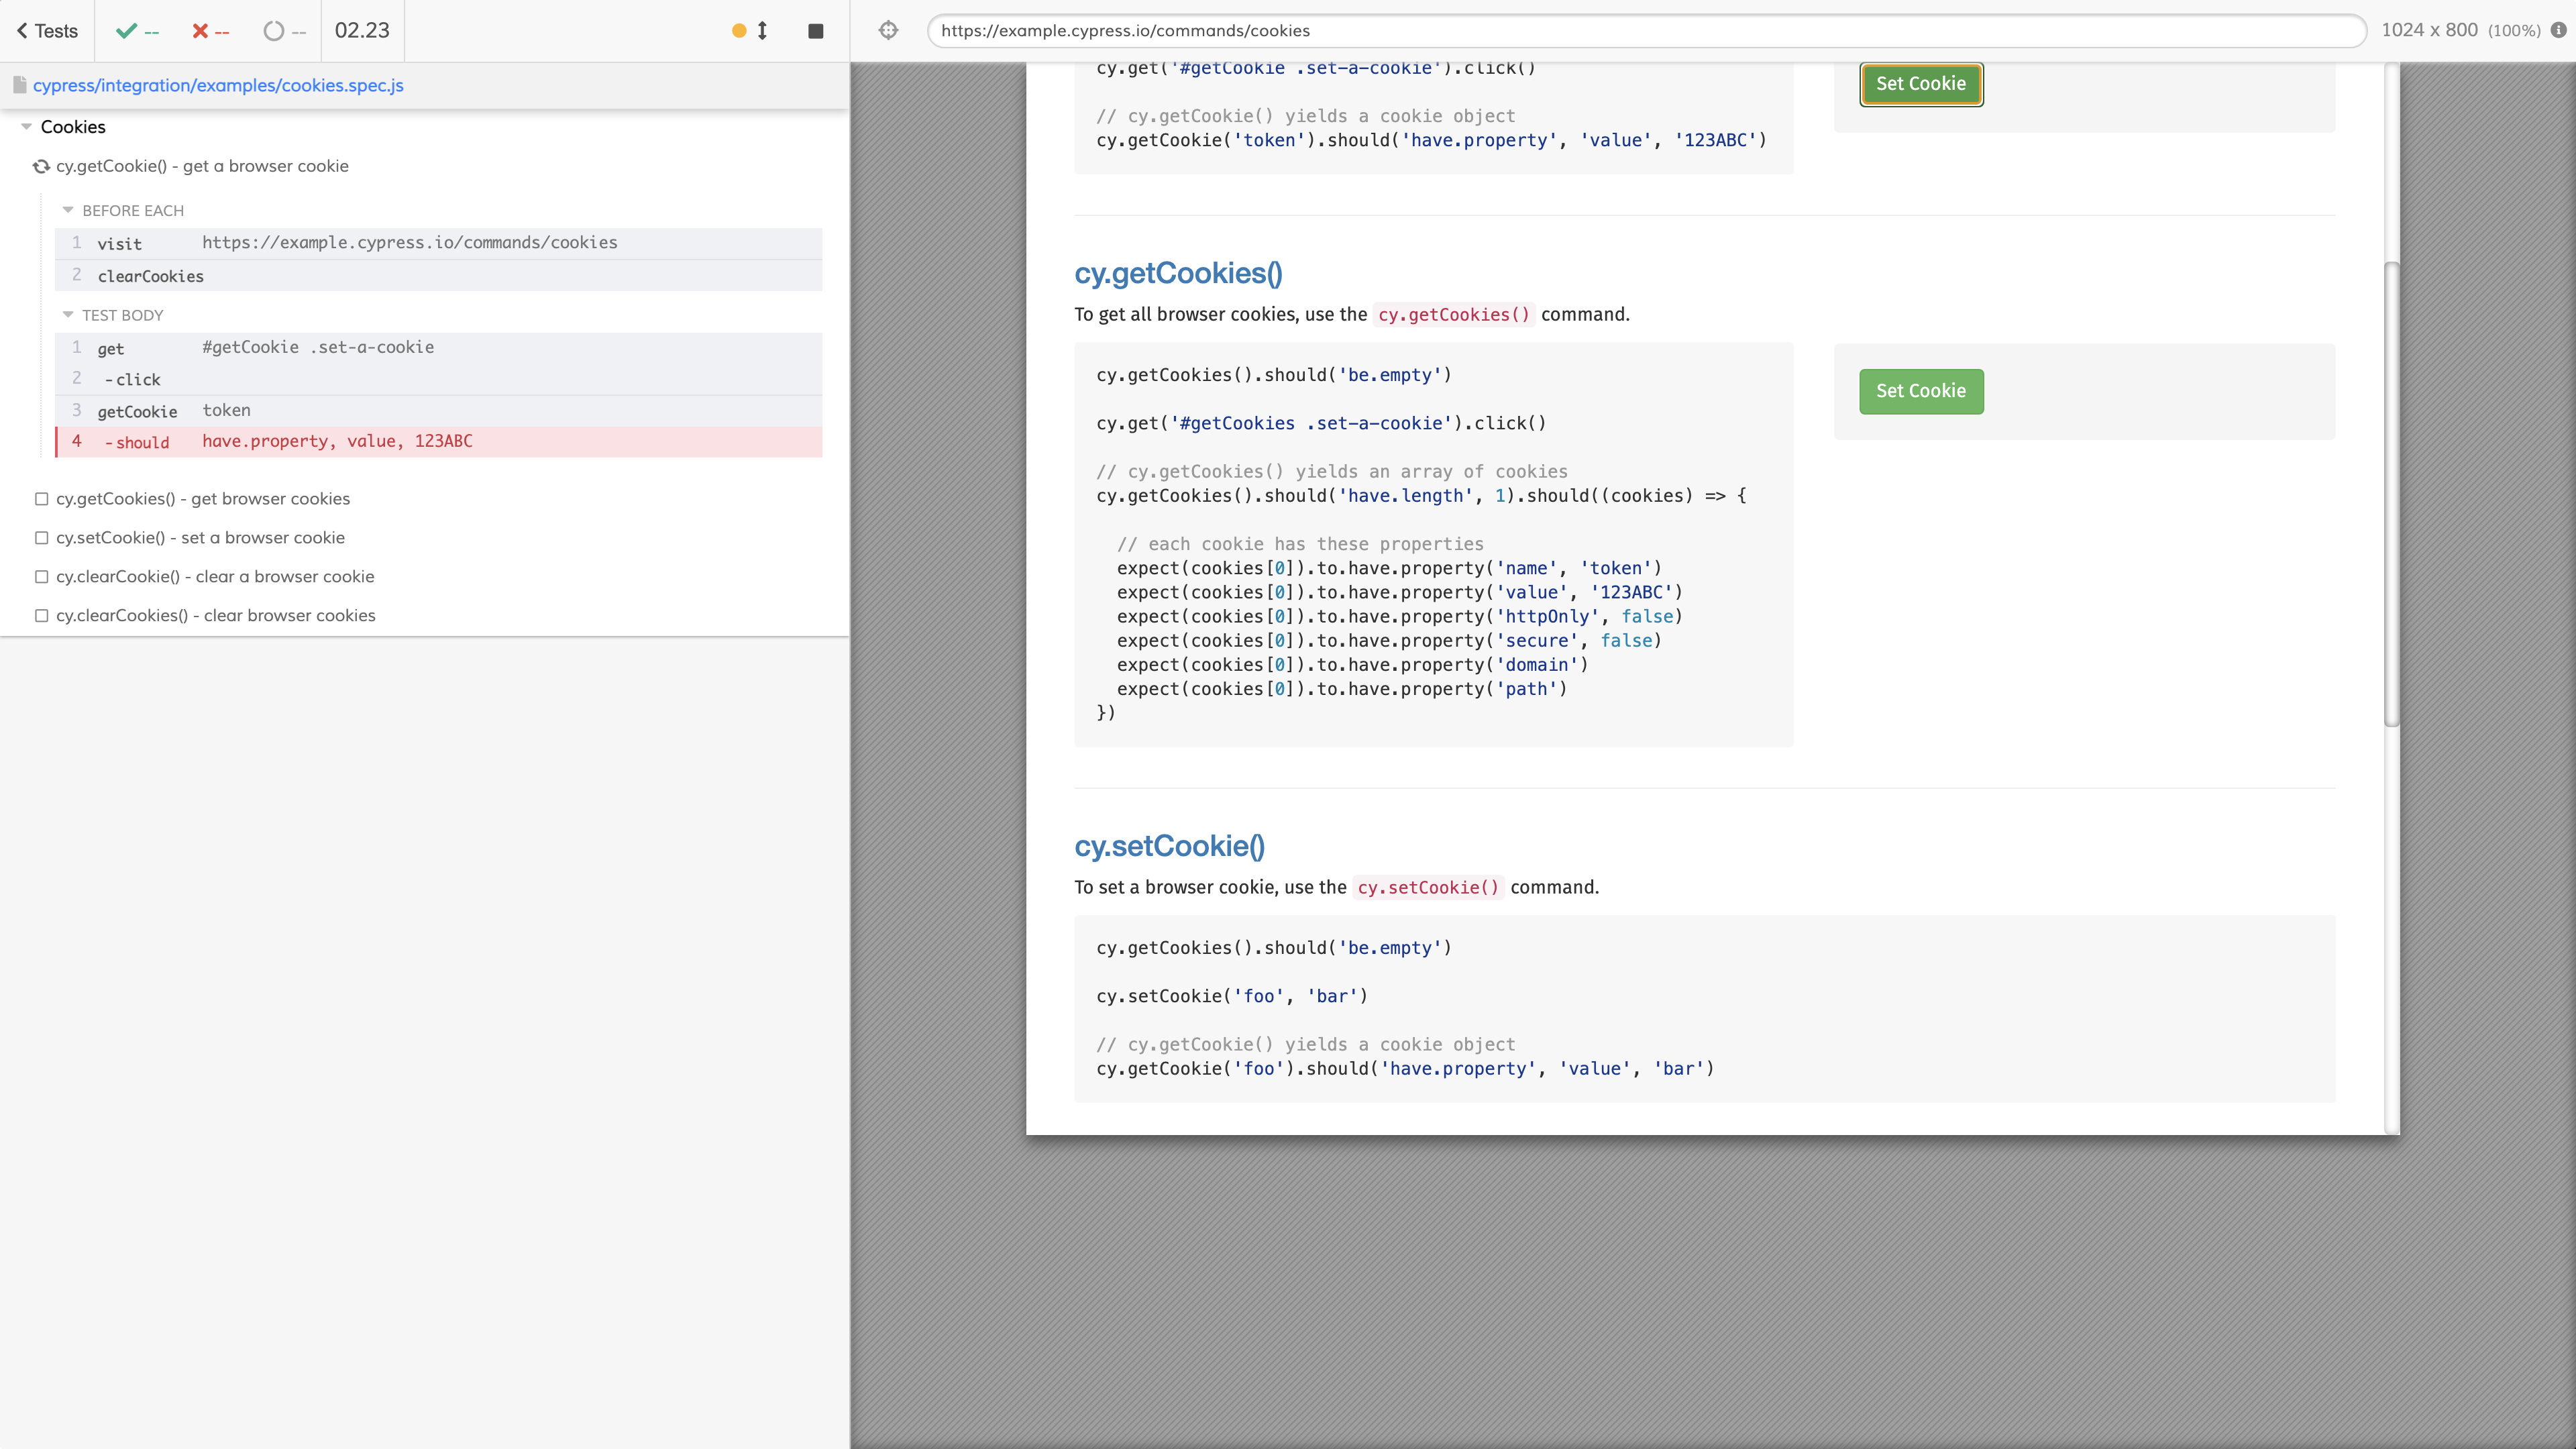 Tests
--
--
--
02.23
https://example.cypress.io/commands/cookies
1024 x 800 (100%)
cypress/integration/examples/cookies.spec.js
Cookies
cy.getCookie() - get a browser cookie
BEFORE EACH
1 visit https://example.cypress.io/commands/cookies
2 clearCookies
TEST BODY
1 get #getCookie .set-a-cookie
2 -click
3 getCookie token
4 -should have.property, value, 123ABC
cy.getCookies() - get browser cookies
cy.setCookie() - set a browser cookie
cy.clearCookie() - clear a browser cookie
cy.clearCookies() - clear browser cookies
cy.get('#getCookie .set-a-cookie').click()
// cy.getCookie() yields a cookie object
cy.getCookie('token').should('have.property', 'value', '123ABC')
Set Cookie
cy.getCookies()
To get all browser cookies, use the cy.getCookies() command.
cy.getCookies().should('be.empty')
cy.get('#getCookies .set-a-cookie').click()
// cy.getCookies() yields an array of cookies
cy.getCookies().should('have.length', 1).should((cookies) => {
// each cookie has these properties
expect(cookies[0]).to.have.property('name', 'token')
expect(cookies[0]).to.have.property('value', '123ABC')
expect(cookies[0]).to.have.property('httpOnly', false)
expect(cookies[0]).to.have.property('secure', false)
expect(cookies[0]).to.have.property('domain')
expect(cookies[0]).to.have.property('path')
})
Set Cookie
cy.setCookie()
To set a browser cookie, use the cy.setCookie() command.
cy.getCookies().should('be.empty')
cy.setCookie('foo', 'bar')
// cy.getCookie() yields a cookie object
cy.getCookie('foo').should('have.property', 'value', 'bar')